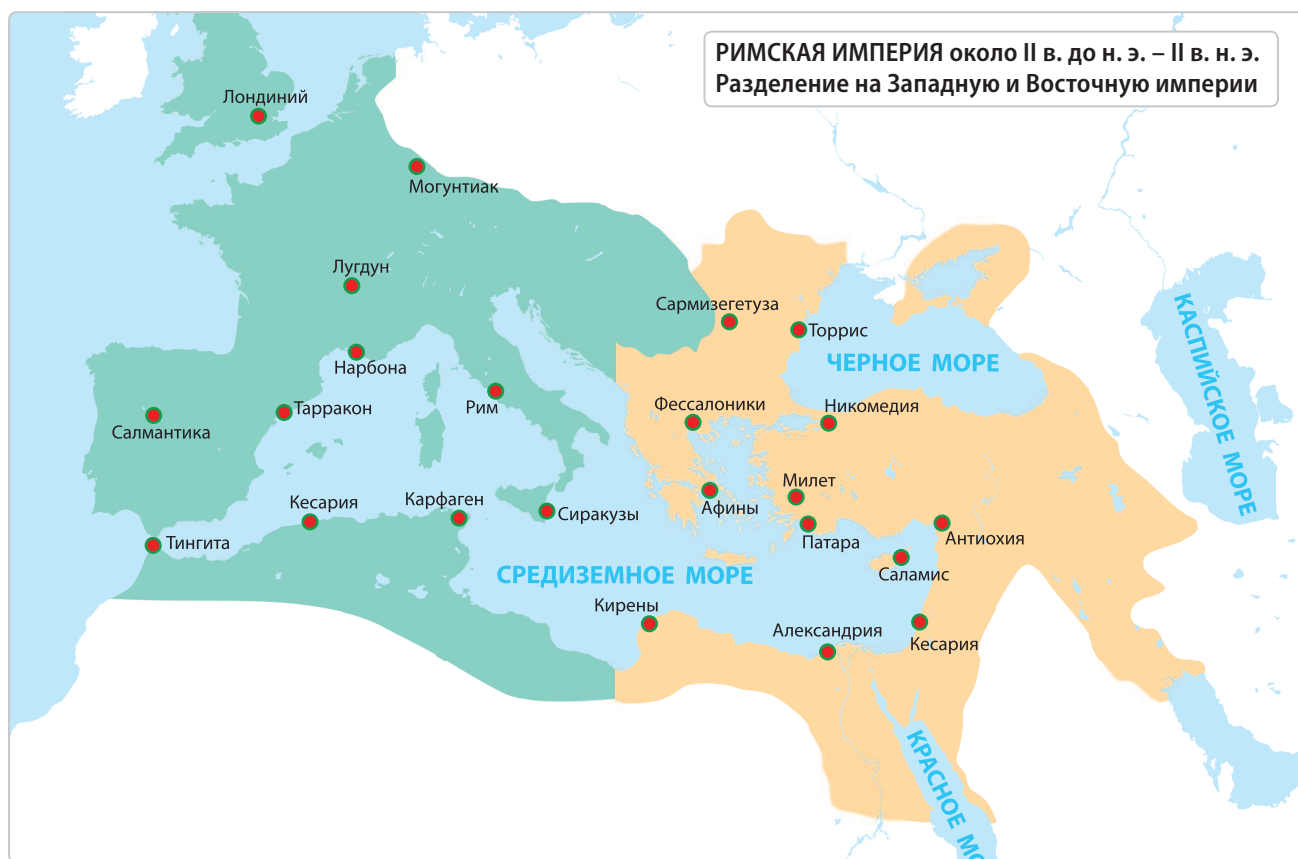 РИМСКАЯ ИМПЕРИЯ около II в. до н. э. – II в. н. э.
Разделение на Западную и Восточную империи
Лондиний
Могунтиак
Лугдун
Сармизегетуза
Торрис
КАСПИЙСКОЕ МОРЕ
ЧЕРНОЕ МОРЕ
Нарбона
Тарракон
Рим
Фессалоники
Никомедия
Салмантика
Милет
Кесария
Карфаген
Сиракузы
Афины
Патара
Антиохия
Тингита
СРЕДИЗЕМНОЕ МОРЕ
Саламис
Кирены
Александрия
Кесария
КРАСНОЕ МО